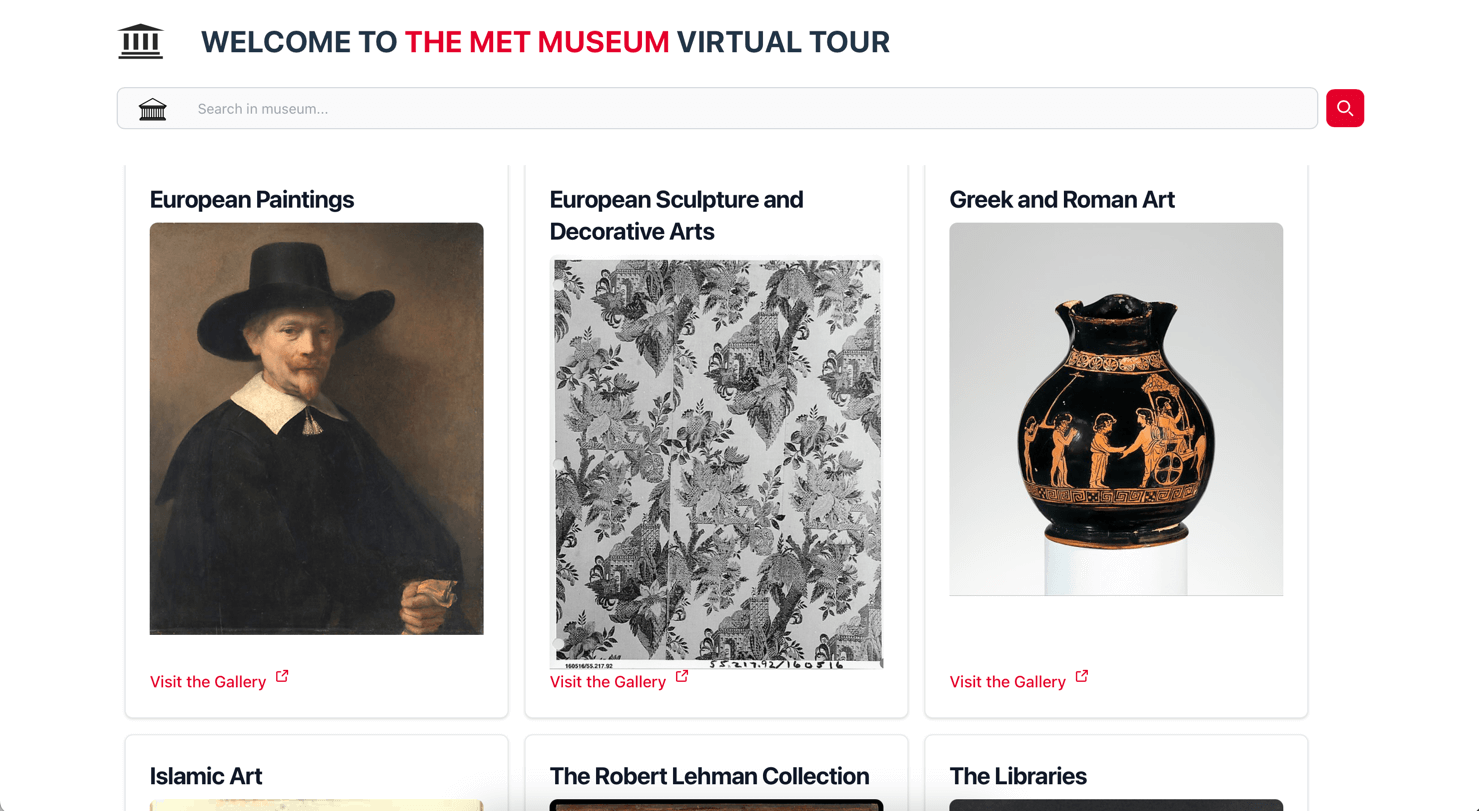 WELCOME TO THE MET MUSEUM VIRTUAL TOUR
Search in museum...
European Paintings
European Sculpture and
Decorative Arts
Greek and Roman Art
160516/55.217.92
55.217.92/160516
Visit the Gallery
Visit the Gallery
Visit the Gallery
Islamic Art
The Robert Lehman Collection
The Libraries